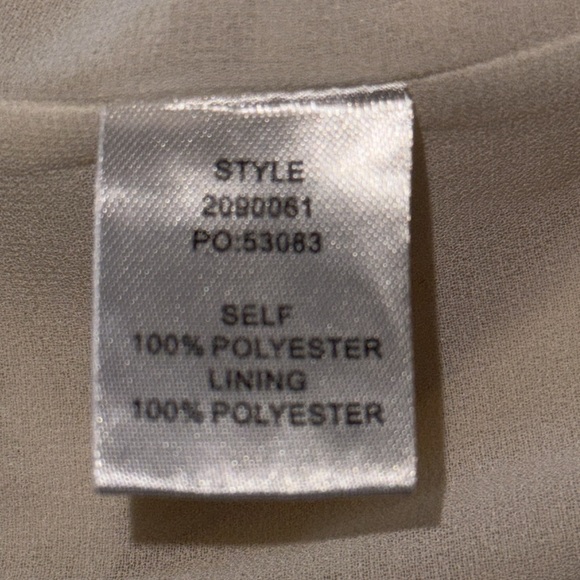 STYLE
2090061
PO:53083
SELF
100% POLYESTER
LINING
100% POLYESTER